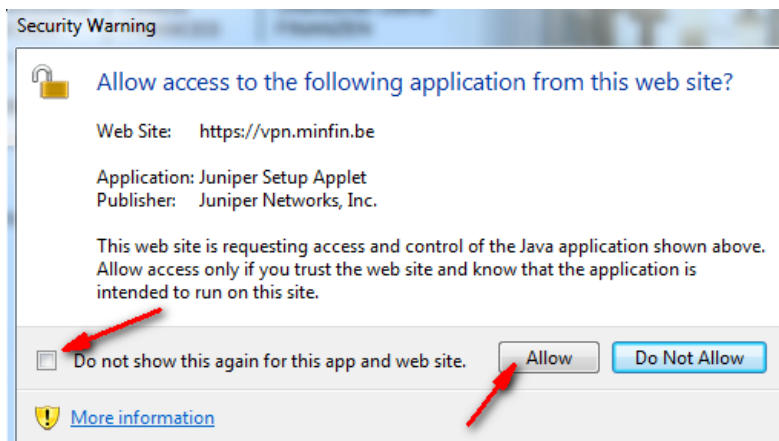 Security Warning
Allow access to the following application from this web site?
Web Site: https://vpn.minfin.be
Application: Juniper Setup Applet
Publisher: Juniper Networks, Inc.
This web site is requesting access and control of the Java application shown above.
Allow access only if you trust the web site and know that the application is
intended to run on this site.
Do not show this again for this app and web site. Allow Do Not Allow
More information